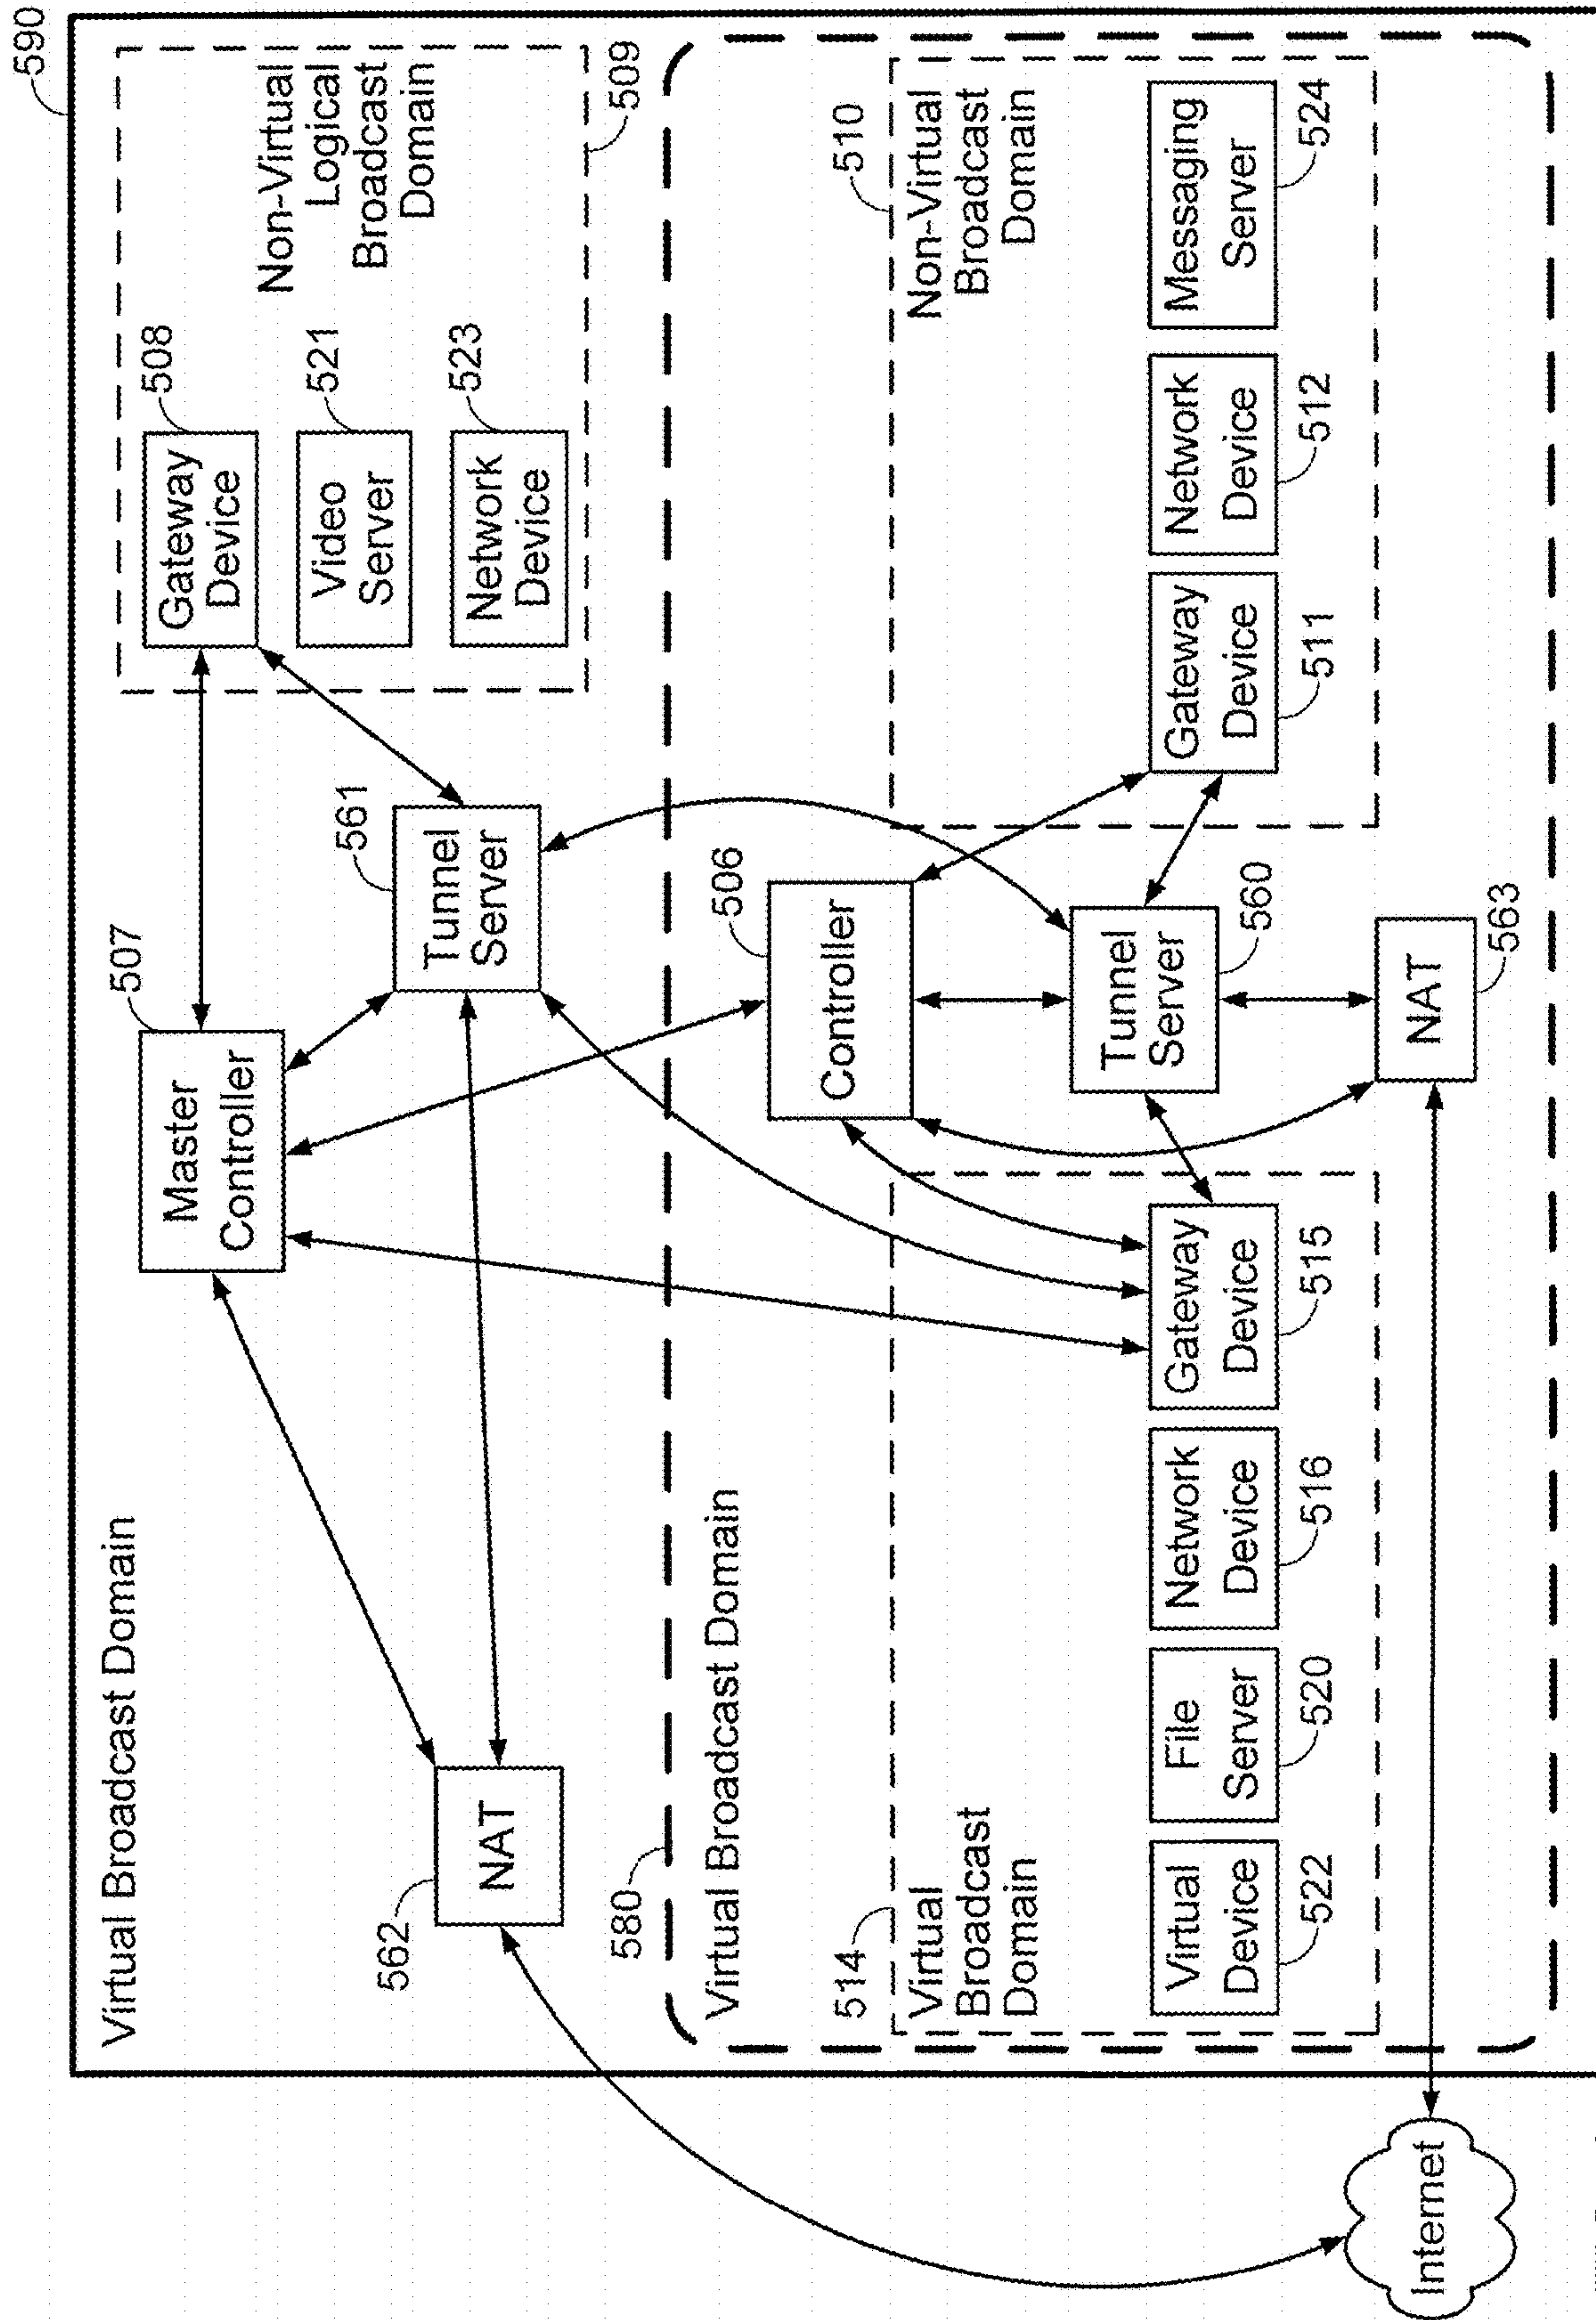 590
Virtual Broadcast Domain
507
Master
Controller
508
Gateway
Device
Non-Virtual
Logical
Broadcast
Domain
509
Video
Server
521
Network
Device
523
561
Tunnel
Server
562
NAT
580
Virtual Broadcast Domain
506
Controller
514
Virtual
Broadcast
Domain
510
Non-Virtual
Broadcast
Domain
Virtual
Device
522
File
Server
520
Network
Device
516
Gateway
Device
515
Tunnel
Server
560
Gateway
Device
511
Network
Device
512
Messaging
Server
524
NAT
563
Internet